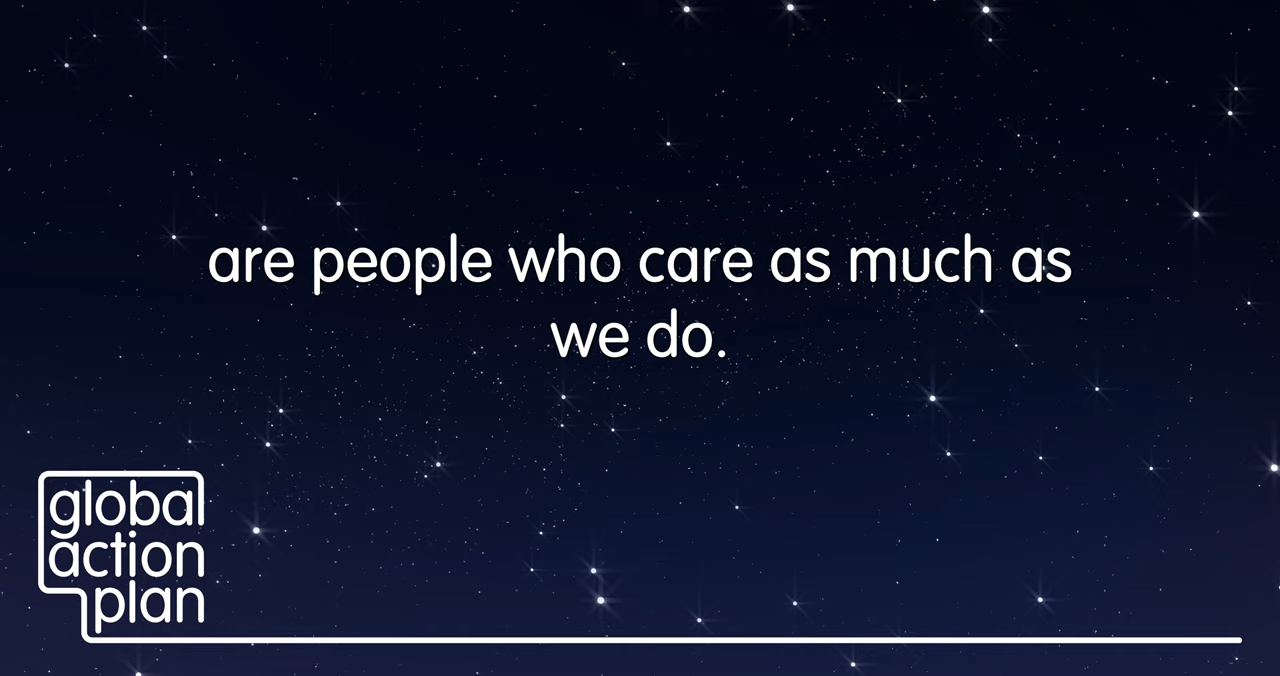 are people who care as much as
we do.
global
action
plan